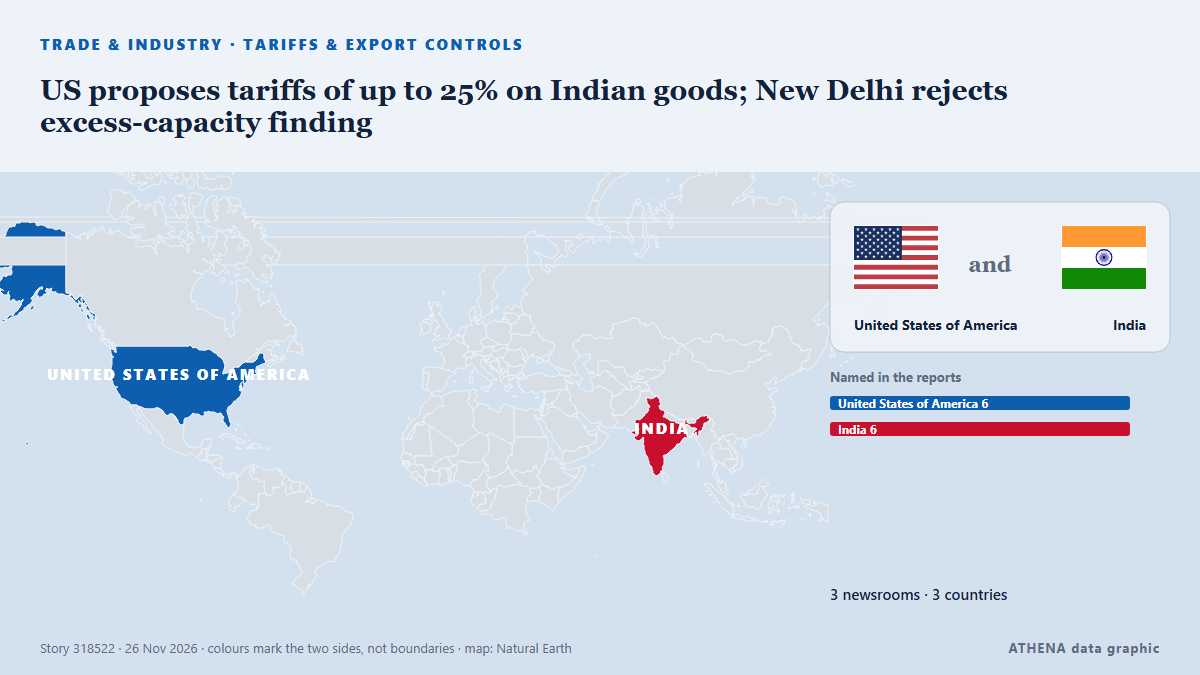 TRADE & INDUSTRY · TARIFFS & EXPORT CONTROLS
US proposes tariffs of up to 25% on Indian goods; New Delhi rejects
excess-capacity finding
and
United States of America
India
Named in the reports
United States of America 6
India 6
UNITED STATES OF AMERICA
INDIA
3 newsrooms · 3 countries
Story 318522 · 26 Nov 2026 · colours mark the two sides, not boundaries · map: Natural Earth
ATHENA data graphic